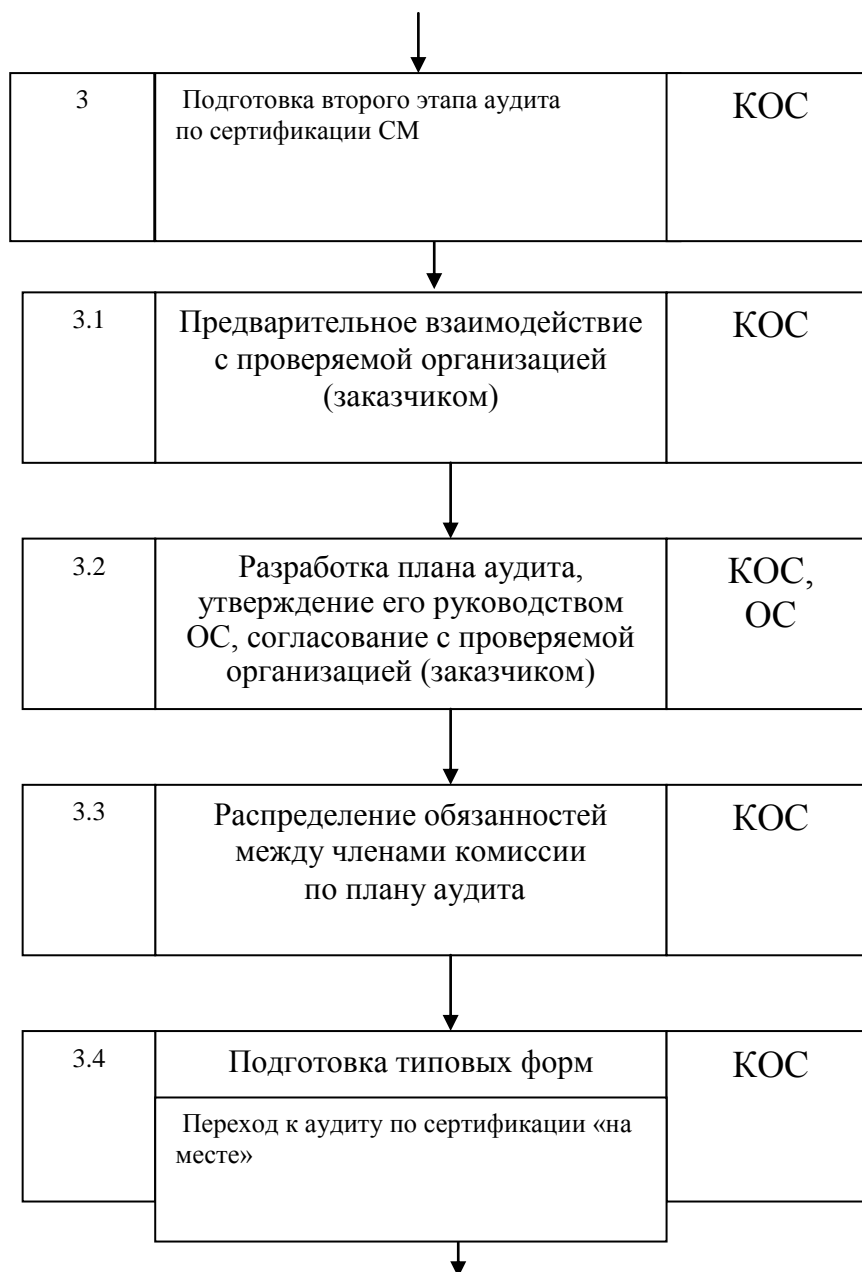 3
Подготовка второго этапа аудита
по сертификации СМ
КОС
3.1
Предварительное взаимодействие
с проверяемой организацией
(заказчиком)
КОС
3.2
Разработка плана аудита,
утверждение его руководством
ОС, согласование с проверяемой
организацией (заказчиком)
КОС,
ОС
3.3
Распределение обязанностей
между членами комиссии
по плану аудита
КОС
3.4
Подготовка типовых форм
КОС
Переход к аудиту по сертификации «на
месте»